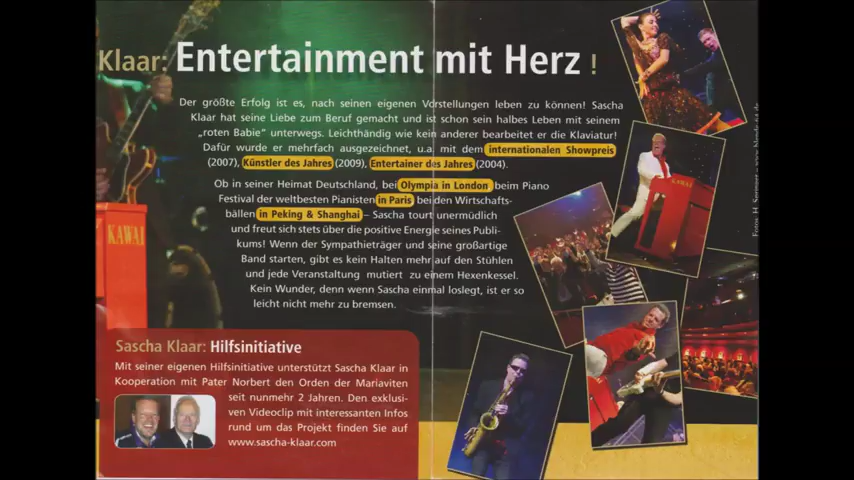 Klaar: Entertainment mit Herz !
Der größte Erfolg ist es, nach seinen eigenen Vorstellungen leben zu können! Sascha
Klaar hat seine Liebe zum Beruf gemacht und ist schon sein halbes Leben mit seinem
„roten Babie“ unterwegs. Leichthändig wie kein anderer bearbeitet er die Klaviatur!
Dafür wurde er mehrfach ausgezeichnet, u.a. mit dem internationalen Showpreis
(2007), Künstler des Jahres (2009), Entertainer des Jahres (2004).
Ob in seiner Heimat Deutschland, bei Olympia in London beim Piano
Festival der weltbesten Pianisten in Paris bei den Wirtschafts-
bällen in Peking & Shanghai – Sascha tourt unermüdlich
und freut sich stets über die positive Energie seines Publi-
kums! Wenn der Sympathieträger und seine großartige
Band starten, gibt es kein Halten mehr auf den Stühlen
und jede Veranstaltung mutiert zu einem Hexenkessel.
Kein Wunder, denn wenn Sascha einmal loslegt, ist er so
leicht nicht mehr zu bremsen.
KAWAI
KAWAI
Sascha Klaar: Hilfsinitiative
Mit seiner eigenen Hilfsinitiative unterstützt Sascha Klaar in
Kooperation mit Pater Norbert den Orden der Mariaviten
seit nunmehr 2 Jahren. Den exklusi-
ven Videoclip mit interessanten Infos
rund um das Projekt finden Sie auf
www.sascha-klaar.com
Fotos: H.